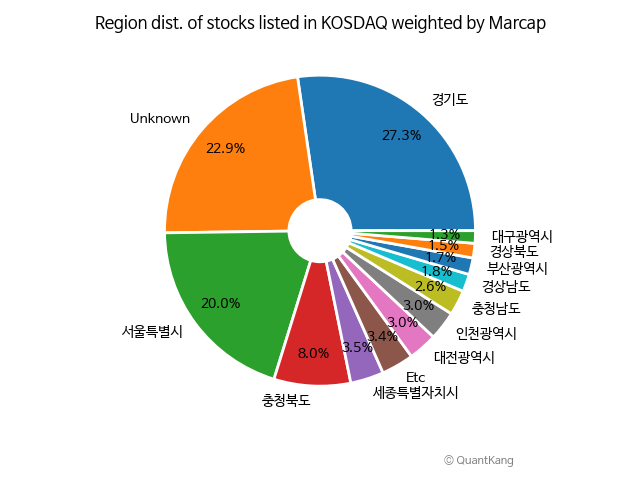 Region dist. of stocks listed in KOSDAQ weighted by Marcap
경기도
27.3%
Unknown
22.9%
서울특별시
20.0%
충청북도
8.0%
세종특별자치시
3.5%
Etc
3.4%
대전광역시
3.0%
인천광역시
3.0%
충청남도
2.6%
경상남도
1.8%
부산광역시
1.7%
경상북도
1.5%
대구광역시
1.3%
© QuantKang